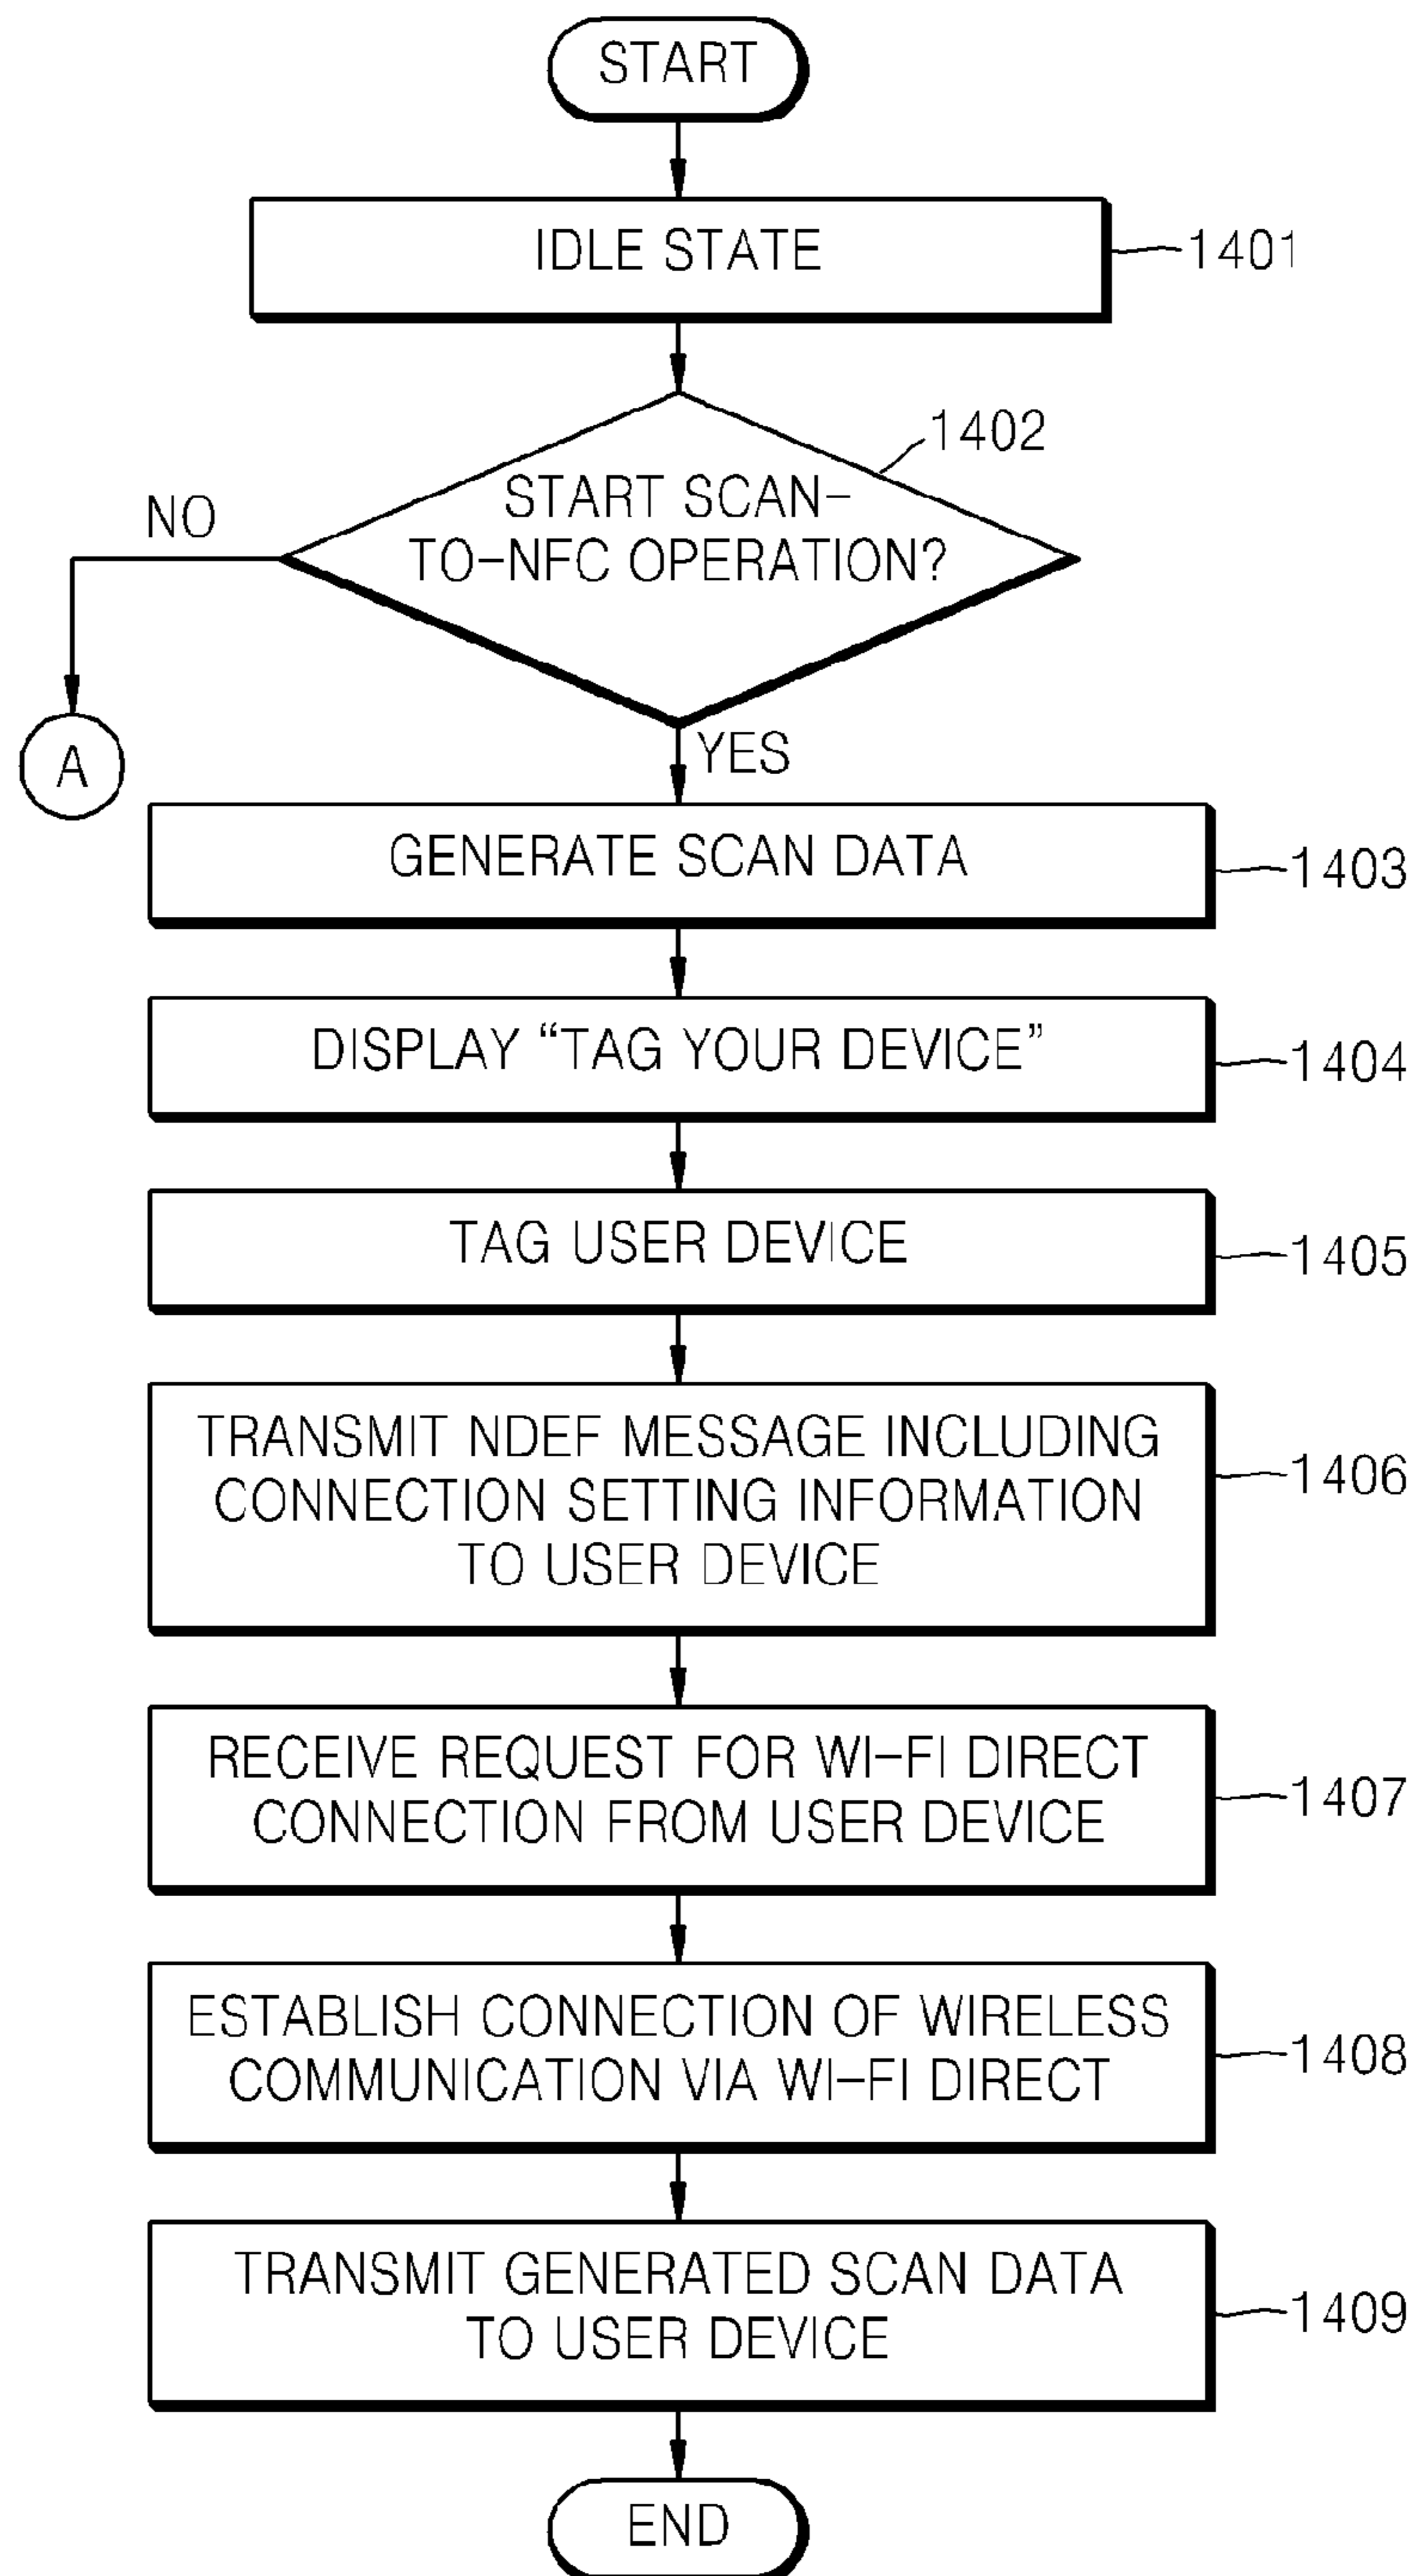 START
IDLE STATE
1401
1402
START SCAN-
TO-NFC OPERATION?
NO
A
YES
GENERATE SCAN DATA
1403
DISPLAY “TAG YOUR DEVICE”
1404
TAG USER DEVICE
1405
TRANSMIT NDEF MESSAGE INCLUDING
CONNECTION SETTING INFORMATION
TO USER DEVICE
1406
RECEIVE REQUEST FOR WI-FI DIRECT
CONNECTION FROM USER DEVICE
1407
ESTABLISH CONNECTION OF WIRELESS
COMMUNICATION VIA WI-FI DIRECT
1408
TRANSMIT GENERATED SCAN DATA
TO USER DEVICE
1409
END